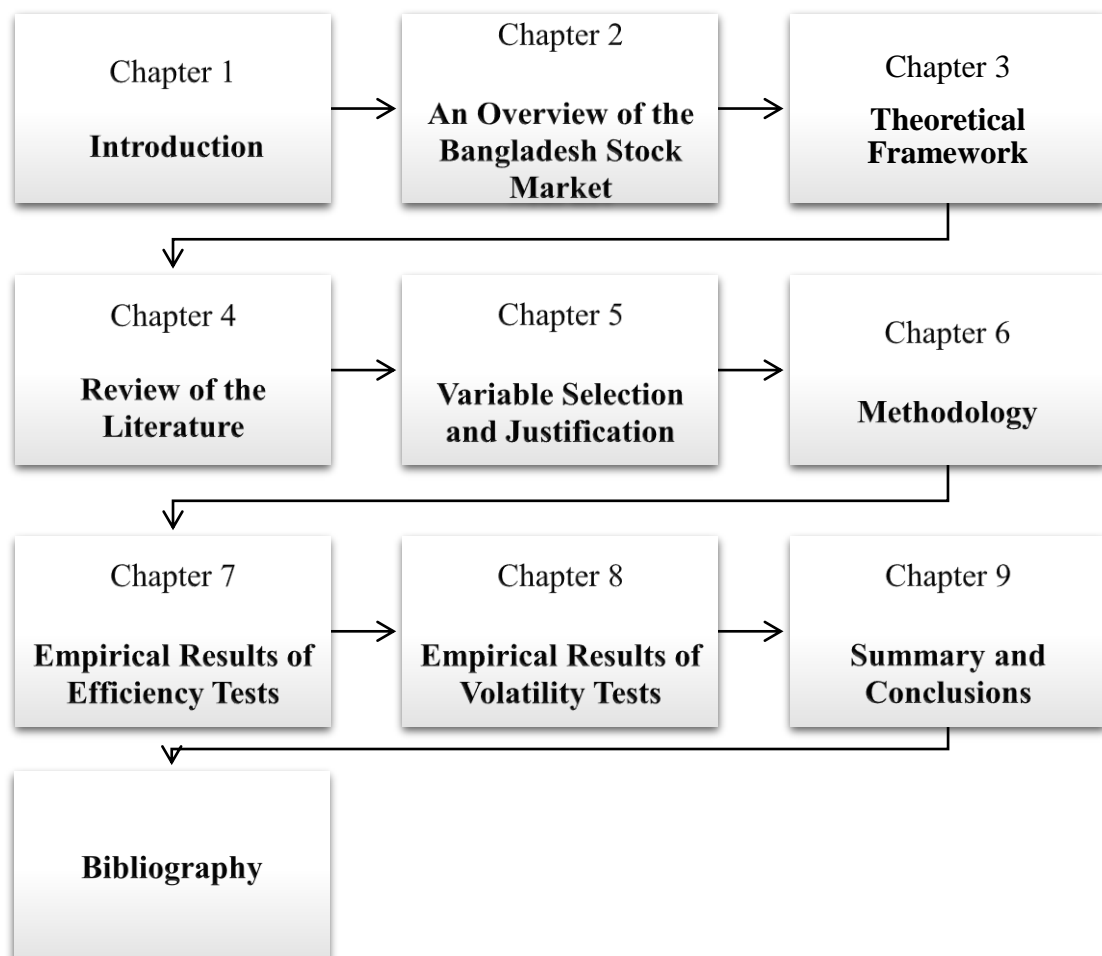 Chapter 1
Introduction
Chapter 2
An Overview of the
Bangladesh Stock
Market
Chapter 3
Theoretical
Framework
Chapter 4
Review of the
Literature
Chapter 5
Variable Selection
and Justification
Chapter 6
Methodology
Chapter 7
Empirical Results of
Efficiency Tests
Chapter 8
Empirical Results of
Volatility Tests
Chapter 9
Summary and
Conclusions
Bibliography